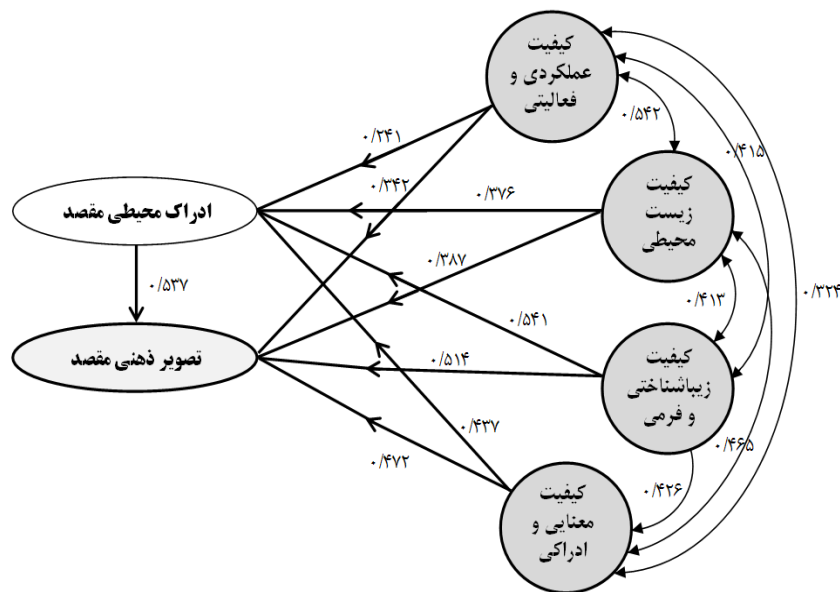 کیفیت
عملکردی و
فعالیتی
۰/۵۴۲
۰/۴۱۵
۰/۲۴۱
۰/۳۴۲
کیفیت
زیست
محیطی
۰/۳۷۶
ادراک محیطی مقصد
۰/۳۸۷
۰/۵۳۷
۰/۴۱۳
۰/۳۲۴
۰/۵۴۱
کیفیت
زیباشناختی
و فرمی
۰/۵۱۴
تصویر ذهنی مقصد
۰/۴۳۷
۰/۴۶۵
۰/۴۷۲
۰/۴۲۶
کیفیت
معنایی و
ادراکی